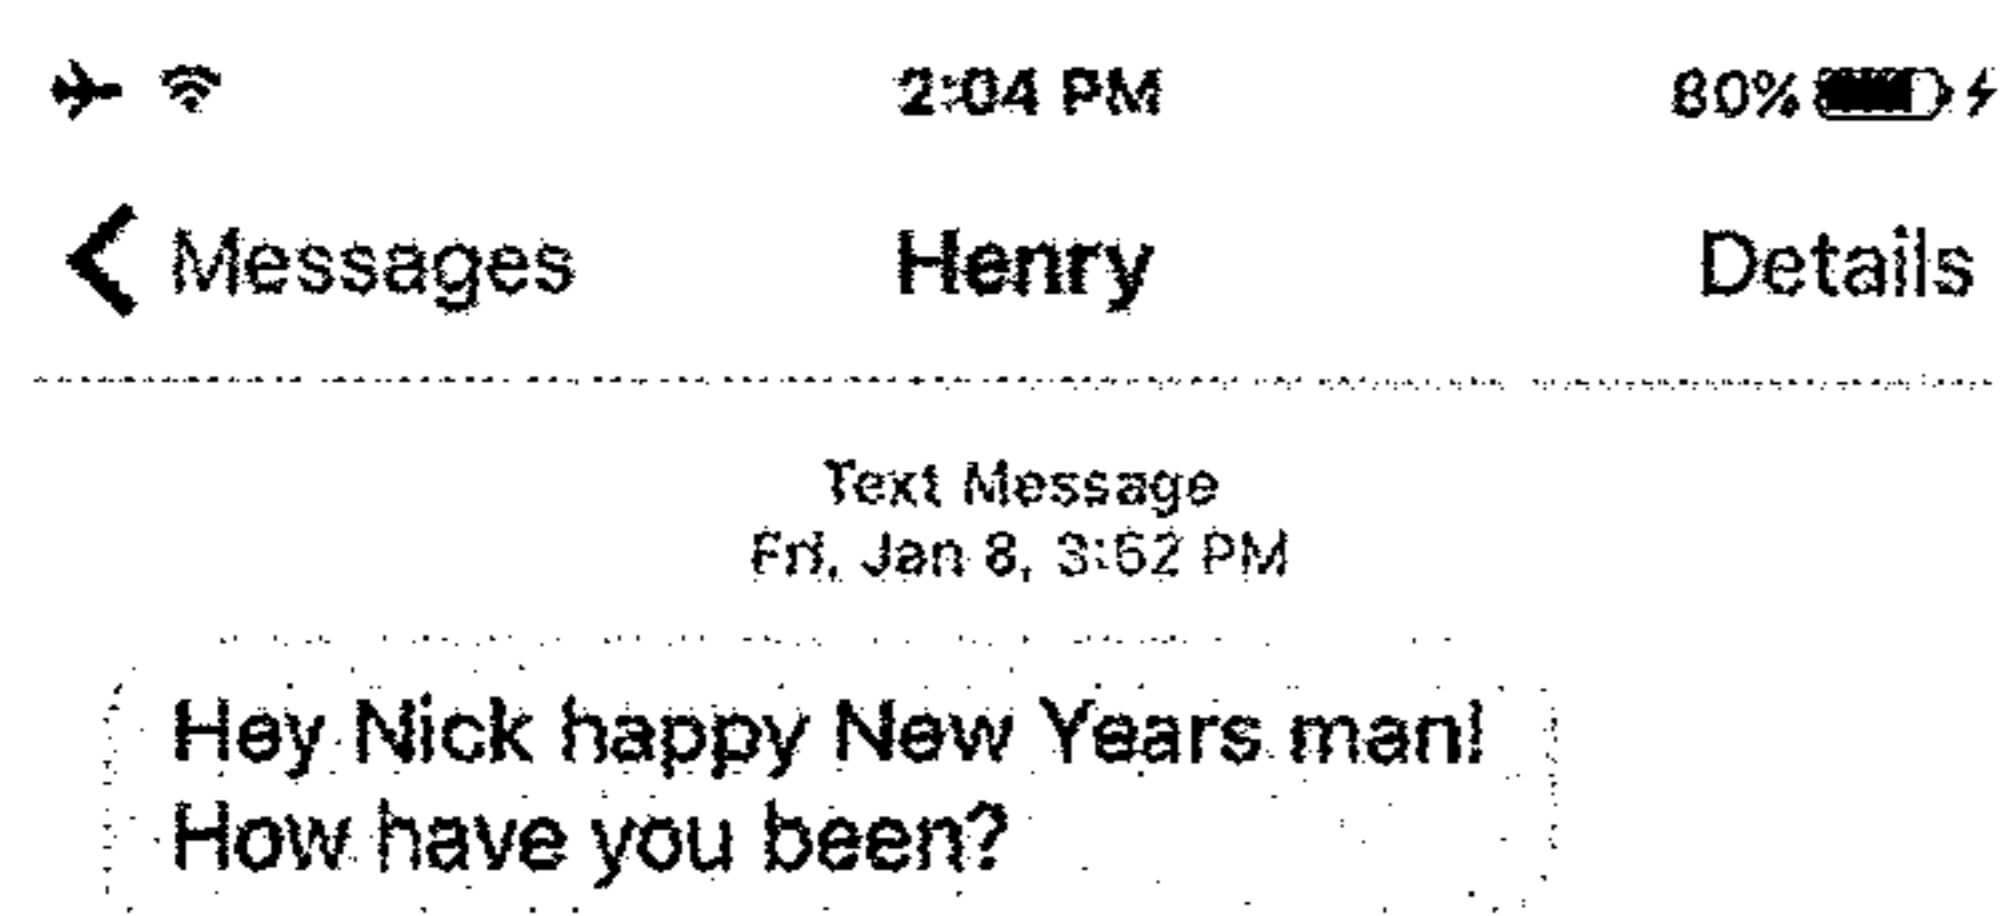 2:04 PM 80%
Messages Henry Details
Text Message
Fri, Jan 8, 3:52 PM
Hey Nick happy New Years man!
How have you been?